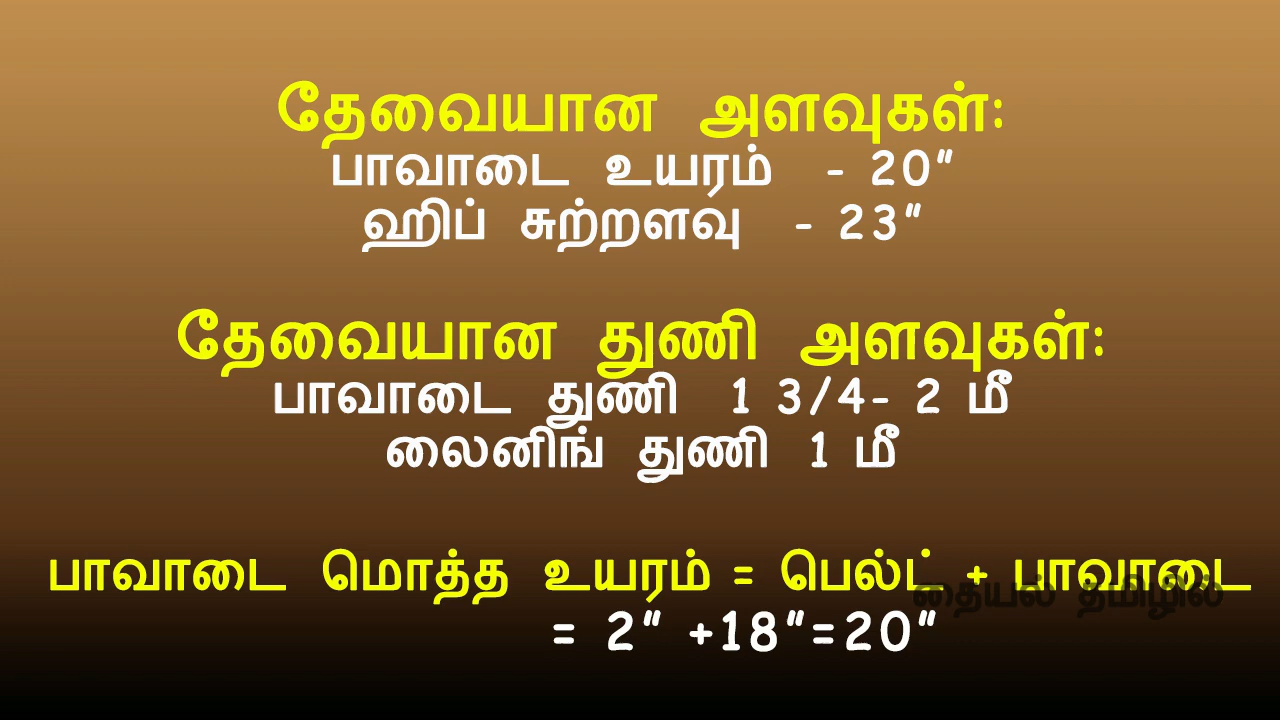 தேவையான அளவுகள்:
பாவாடை உயரம் - 20"
ஹிப் சுற்றளவு - 23"
தேவையான துணி அளவுகள்:
பாவாடை துணி 1 3/4- 2 மீ
லைனிங் துணி 1 மீ
பாவாடை மொத்த உயரம் = பெல்ட் + பாவாடை
தையல் தமிழில்
= 2" +18"=20"